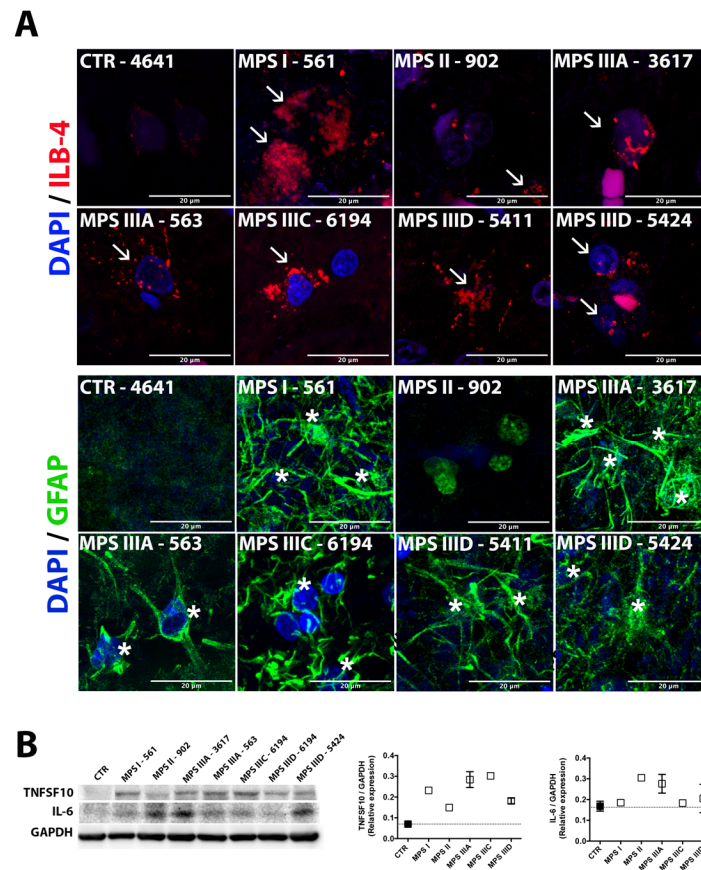 A
DAPI / ILB-4
CTR - 4641
MPS I - 561
MPS II - 902
MPS IIIA - 3617
20 µm
20 µm
20 µm
20 µm
MPS IIIA - 563
MPS IIIC - 6194
MPS IIID - 5411
MPS IIID - 5424
20 µm
20 µm
20 µm
20 µm
DAPI / GFAP
CTR - 4641
MPS I - 561
MPS II - 902
MPS IIIA - 3617
20 µm
20 µm
20 µm
20 µm
MPS IIIA - 563
MPS IIIC - 6194
MPS IIID - 5411
MPS IIID - 5424
20 µm
20 µm
20 µm
20 µm
B
CTR
MPS I - 561
MPS II - 902
MPS IIIA - 3617
MPS IIIA - 563
MPS IIIC - 6194
MPS IIID - 6194
MPS IIID - 5424
TNFSF10
IL-6
GAPDH
TNFSF10 / GAPDH
(Relative expression)
0.4
0.3
0.2
0.1
0.0
CTR
MPS I
MPS II
MPS IIIA
MPS IIIC
MPS IIID
IL-6 / GAPDH
(Relative expression)
0.4
0.3
0.2
0.1
0.0
CTR
MPS I
MPS II
MPS IIIA
MPS IIIC
MPS IIID